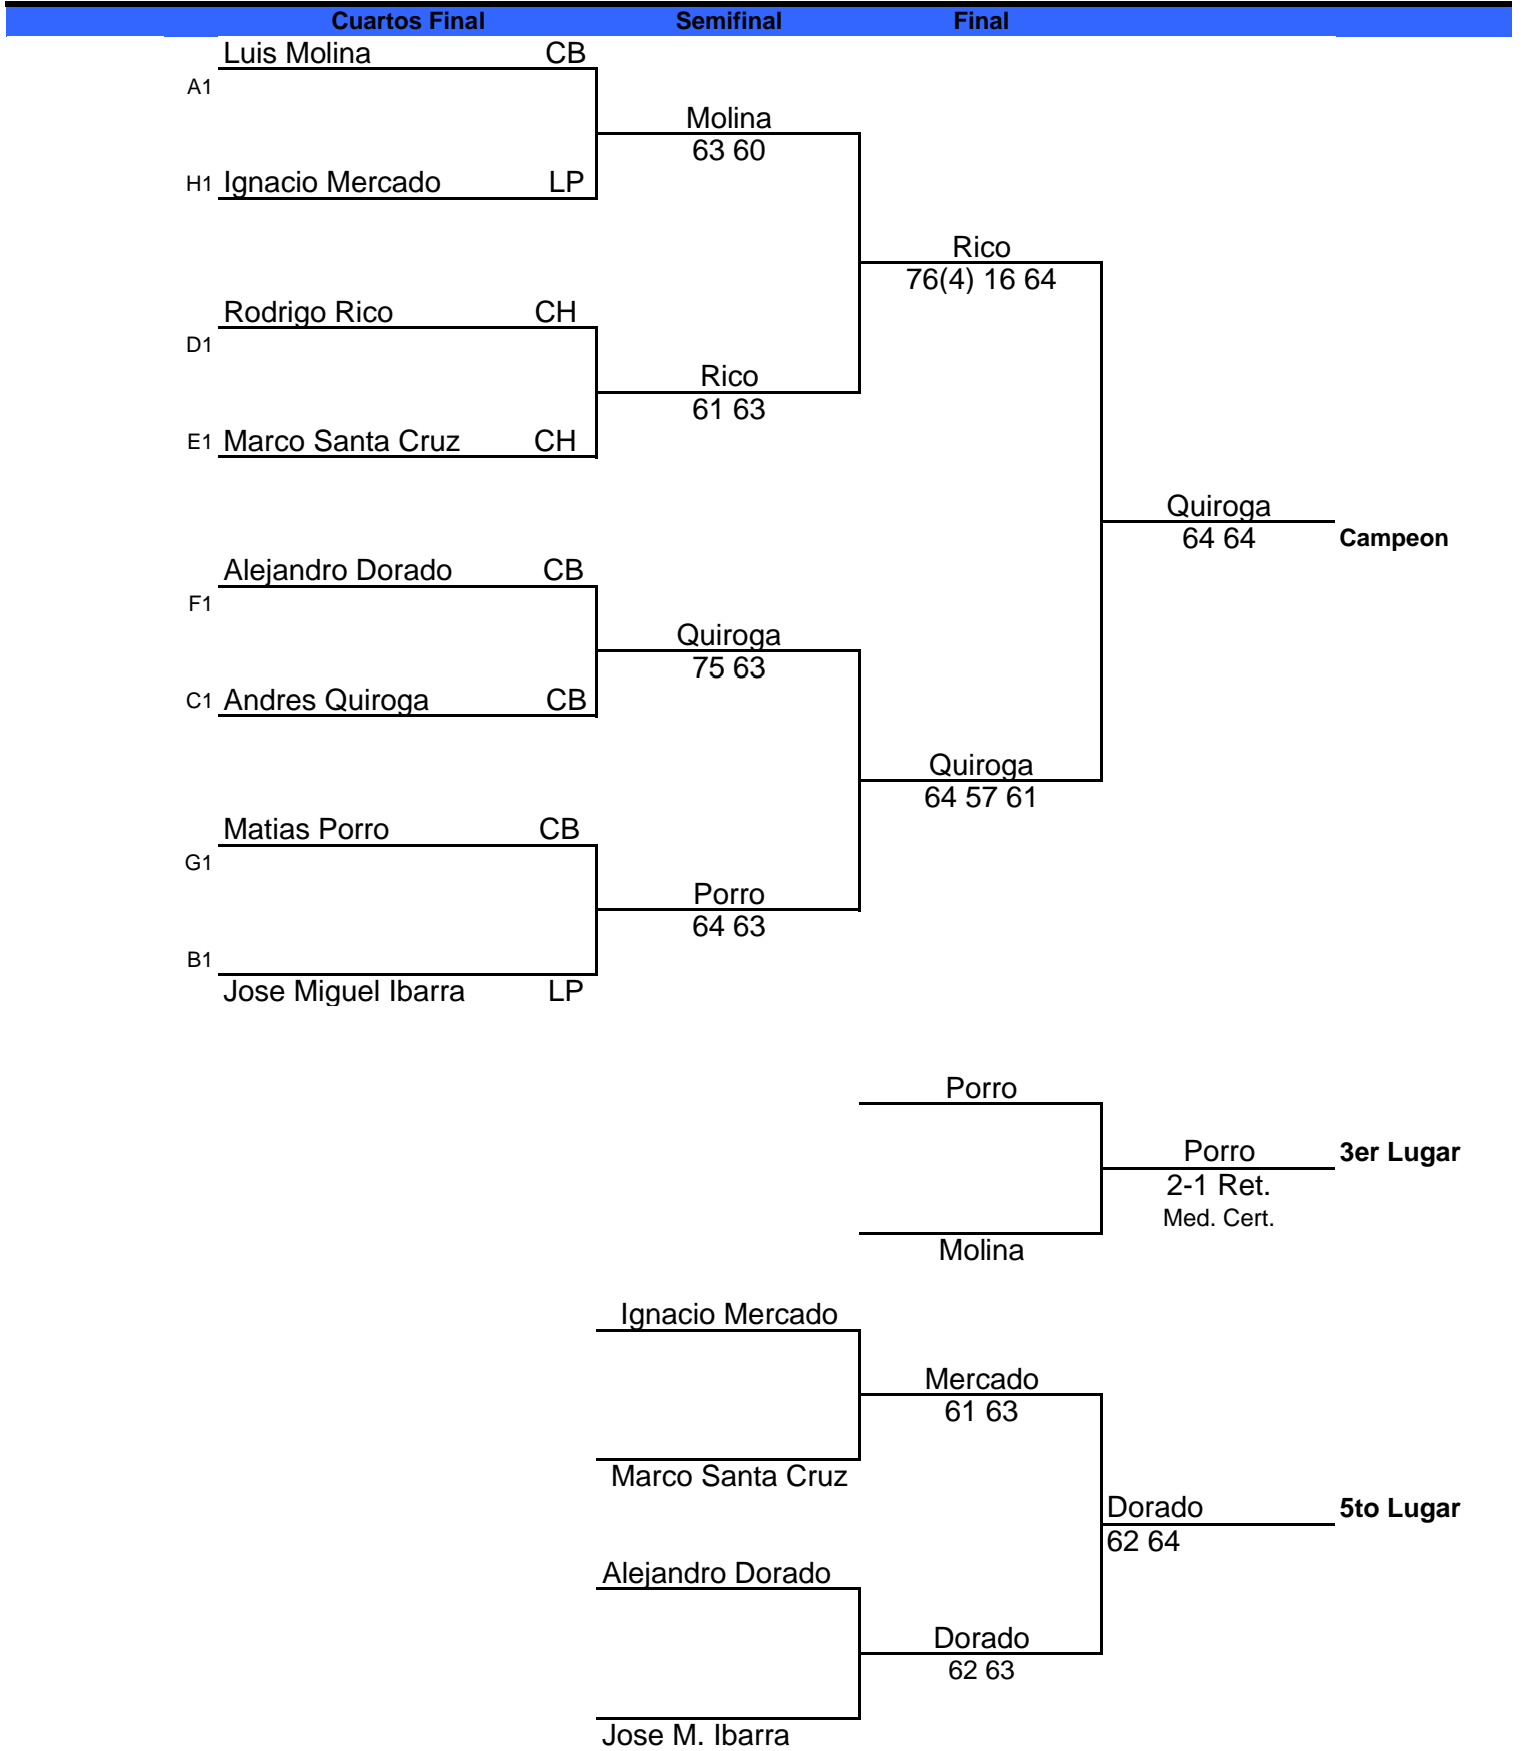 Cuartos Final Semifinal Final
Luis Molina CB
A1
Molina
63 60
H1 Ignacio Mercado LP
Rico
76(4) 16 64
Rodrigo Rico CH
D1
Rico
61 63
E1 Marco Santa Cruz CH
Quiroga
64 64 Campeon
Alejandro Dorado CB
F1
Quiroga
75 63
C1 Andres Quiroga CB
Quiroga
64 57 61
Matias Porro CB
G1
Porro
64 63
B1
Jose Miguel Ibarra LP
Porro
Porro 3er Lugar
2-1 Ret.
Med. Cert.
Molina
Ignacio Mercado
Mercado
61 63
Marco Santa Cruz
Dorado 5to Lugar
62 64
Alejandro Dorado
Dorado
62 63
Jose M. Ibarra